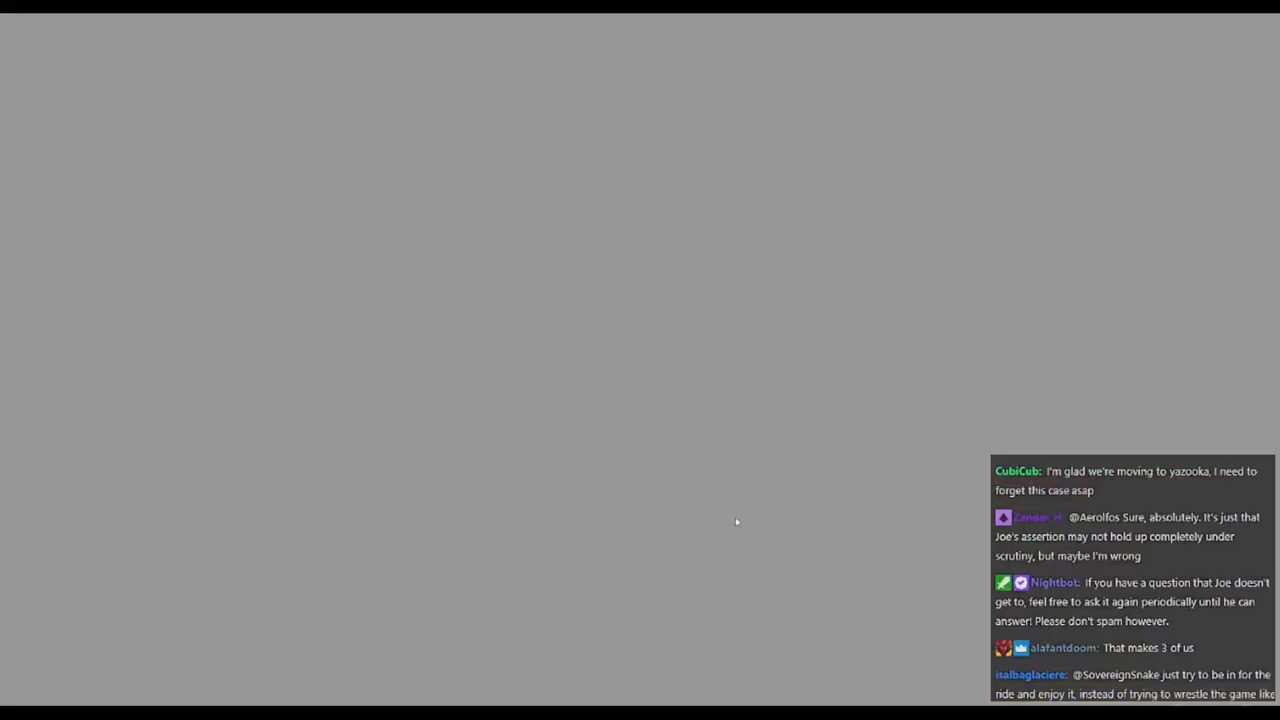 CubiCub: I'm glad we're moving to yazooka, I need to
forget this case asap
Zandar_H: @Aerolfos Sure, absolutely. It's just that
Joe's assertion may not hold up completely under
scrutiny, but maybe I'm wrong
Nightbot: If you have a question that Joe doesn't
get to, feel free to ask it again periodically until he can
answer! Please don't spam however.
alafantdoom: That makes 3 of us
isalbaglaciere: @SovereignSnake just try to be in for the
ride and enjoy it, instead of trying to wrestle the game like